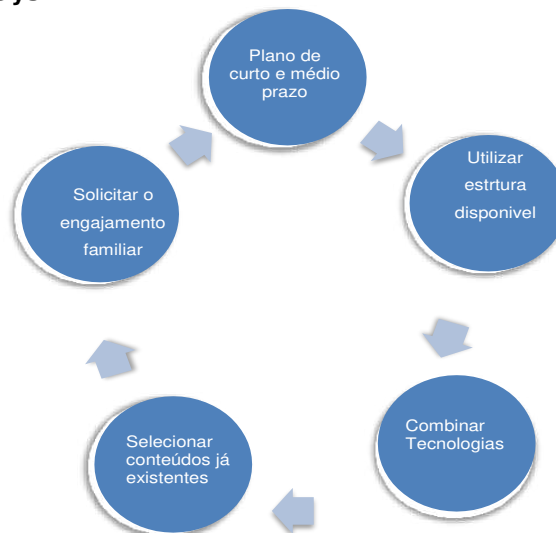 Plano de
curto e médio
prazo
Utilizar
estrtura
disponivel
Combinar
Tecnologias
Selecionar
conteúdos já
existentes
Solicitar o
engajamento
familiar